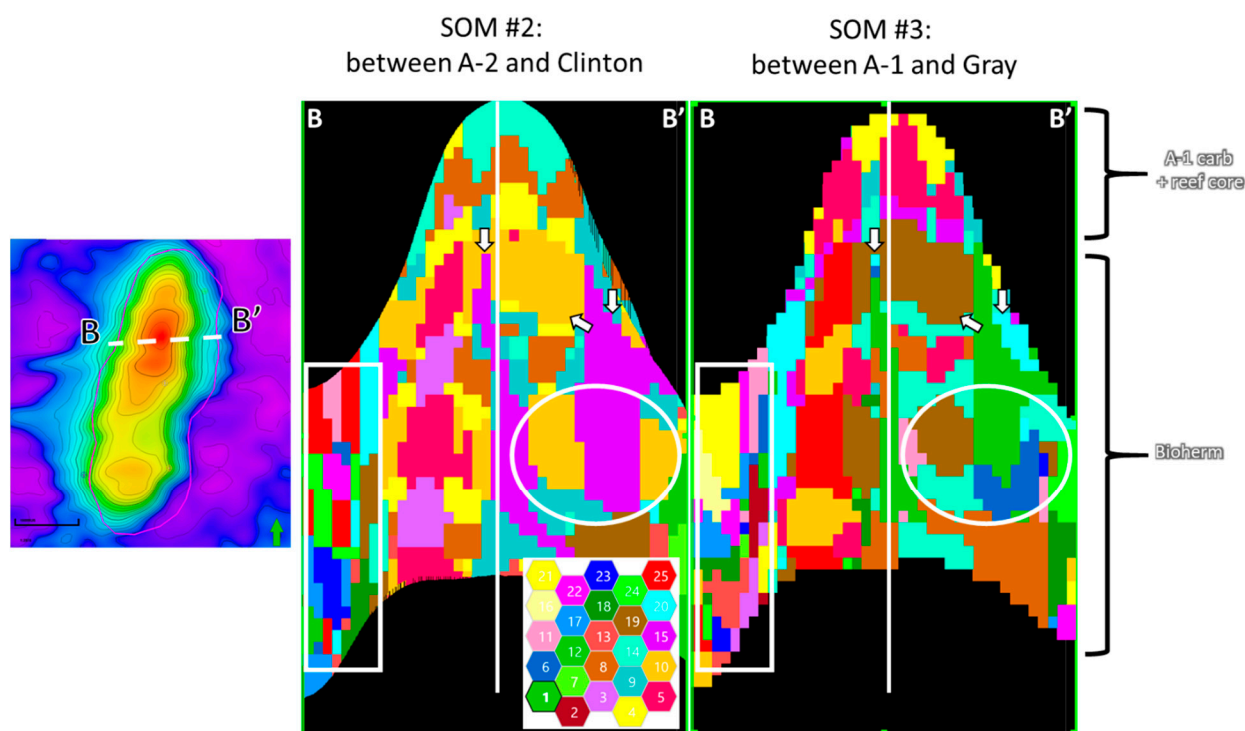 SOM #2:
between A-2 and Clinton
SOM #3:
between A-1 and Gray
B
B'
B
B'
A-1 carb
+ reef core
B
B'
Bioherm
21
23
25
22
24
16
18
20
17
19
11
13
15
12
14
6
8
10
7
9
1
3
5
2
4